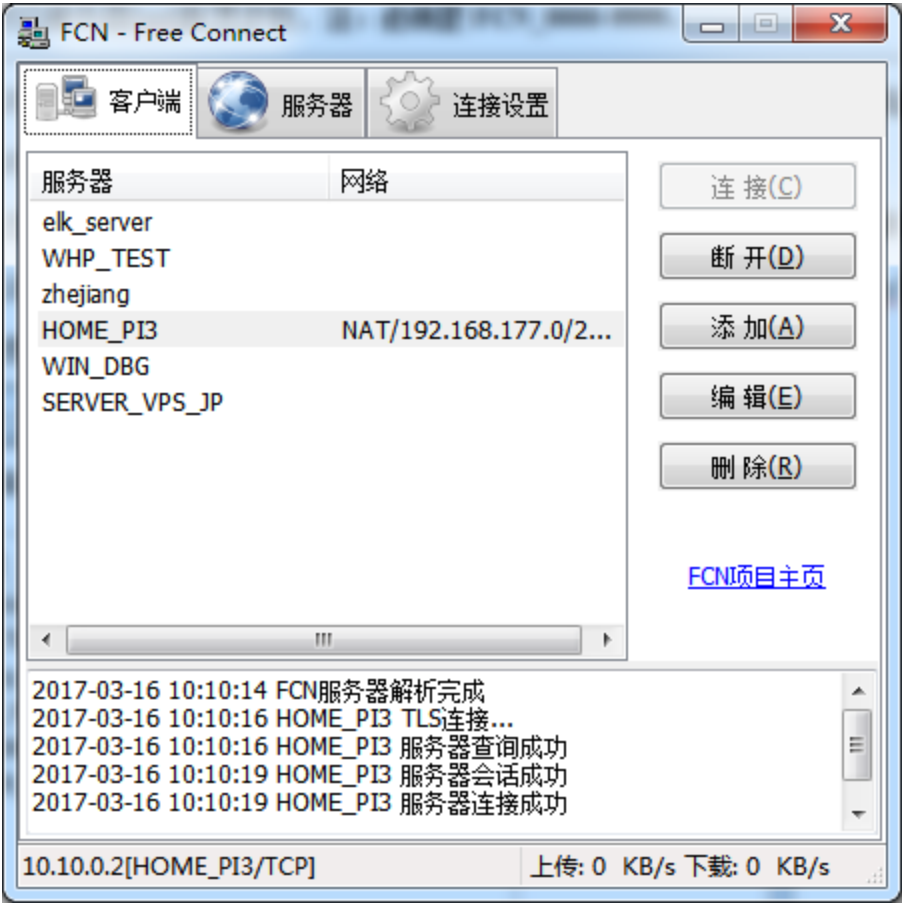 FCN - Free Connect
客户端 服务器 连接设置
服务器 网络
elk_server
WHP_TEST
zhejiang
HOME_PI3 NAT/192.168.177.0/2...
WIN_DBG
SERVER_VPS_JP
连 接(C)
断 开(D)
添 加(A)
编 辑(E)
删 除(R)
FCN项目主页
2017-03-16 10:10:14 FCN服务器解析完成
2017-03-16 10:10:16 HOME_PI3 TLS连接...
2017-03-16 10:10:16 HOME_PI3 服务器查询成功
2017-03-16 10:10:19 HOME_PI3 服务器会话成功
2017-03-16 10:10:19 HOME_PI3 服务器连接成功
10.10.0.2[HOME_PI3/TCP] 上传: 0 KB/s 下载: 0 KB/s